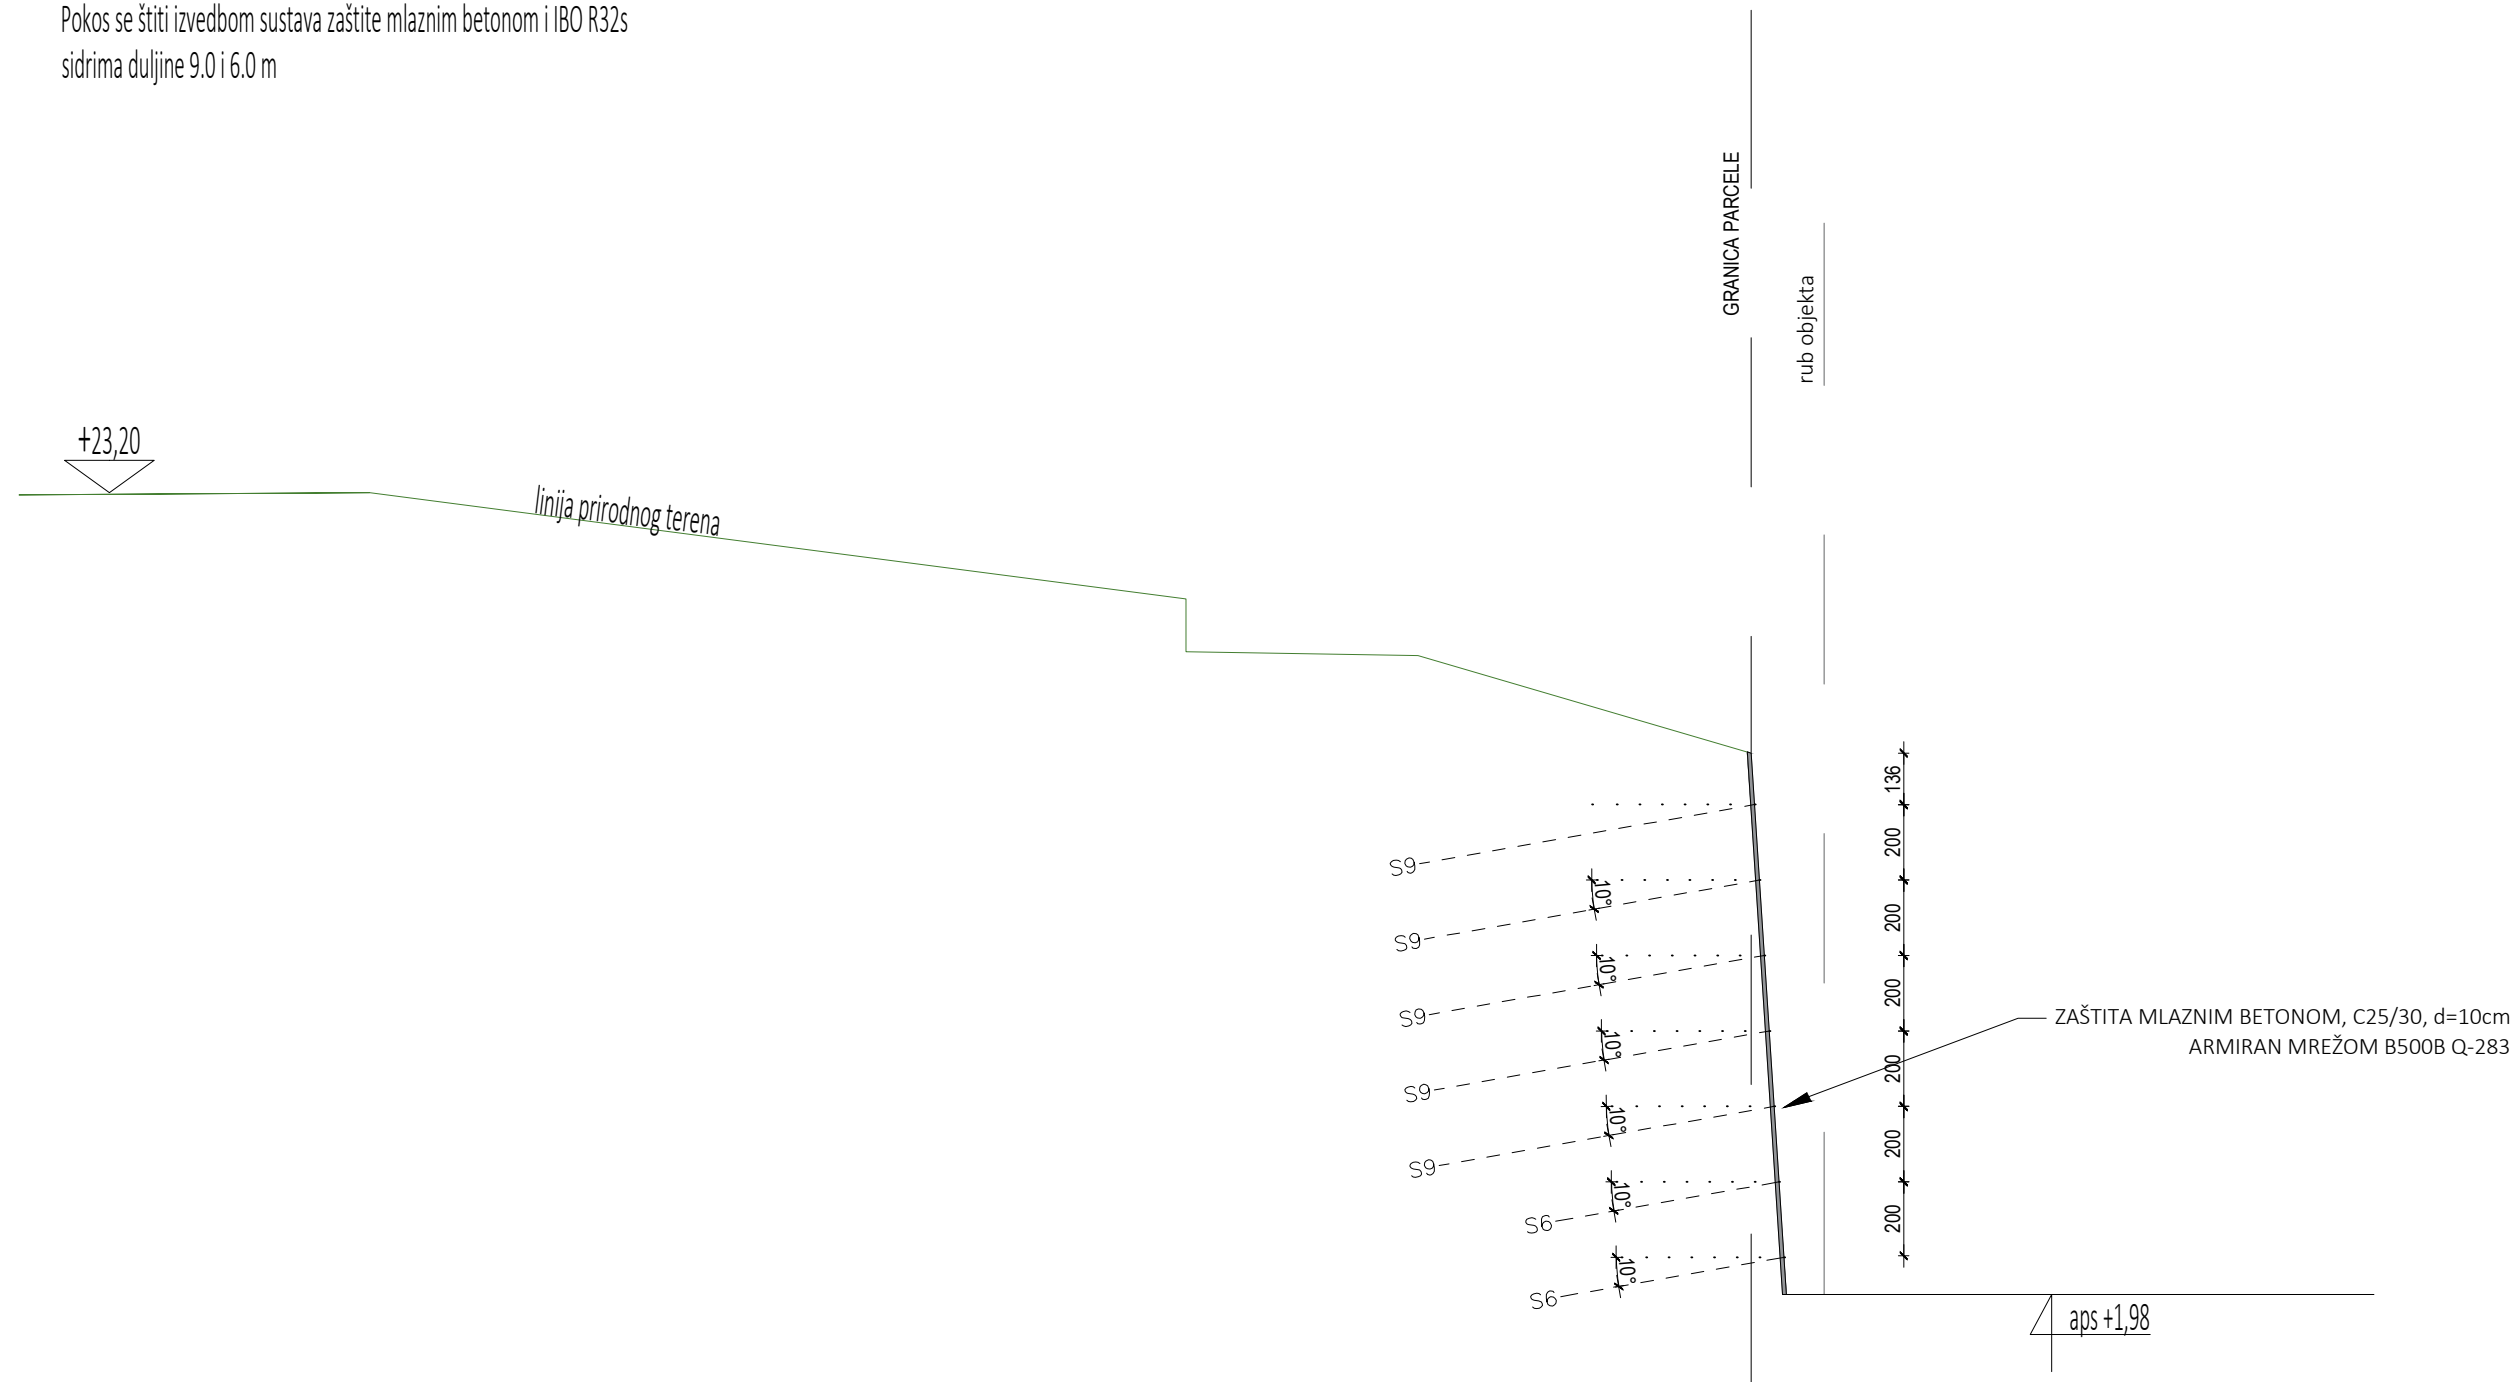 Pokos se štiti izvedbom sustava zaštite mlaznim betonom i IBO R32s
sidrima duljine 9.0 i 6.0 m
GRANICA PARCELE
rub objekta
+23,20
linija prirodnog terena
136
200
S9
200
10°
S9
200
10°
S9
ZAŠTITA MLAZNIM BETONOM, C25/30, d=10cm
ARMIRAN MREŽOM B500B Q-283
10°
200
S9
10°
200
S9
10°
200
S6
10°
S6
aps +1,98